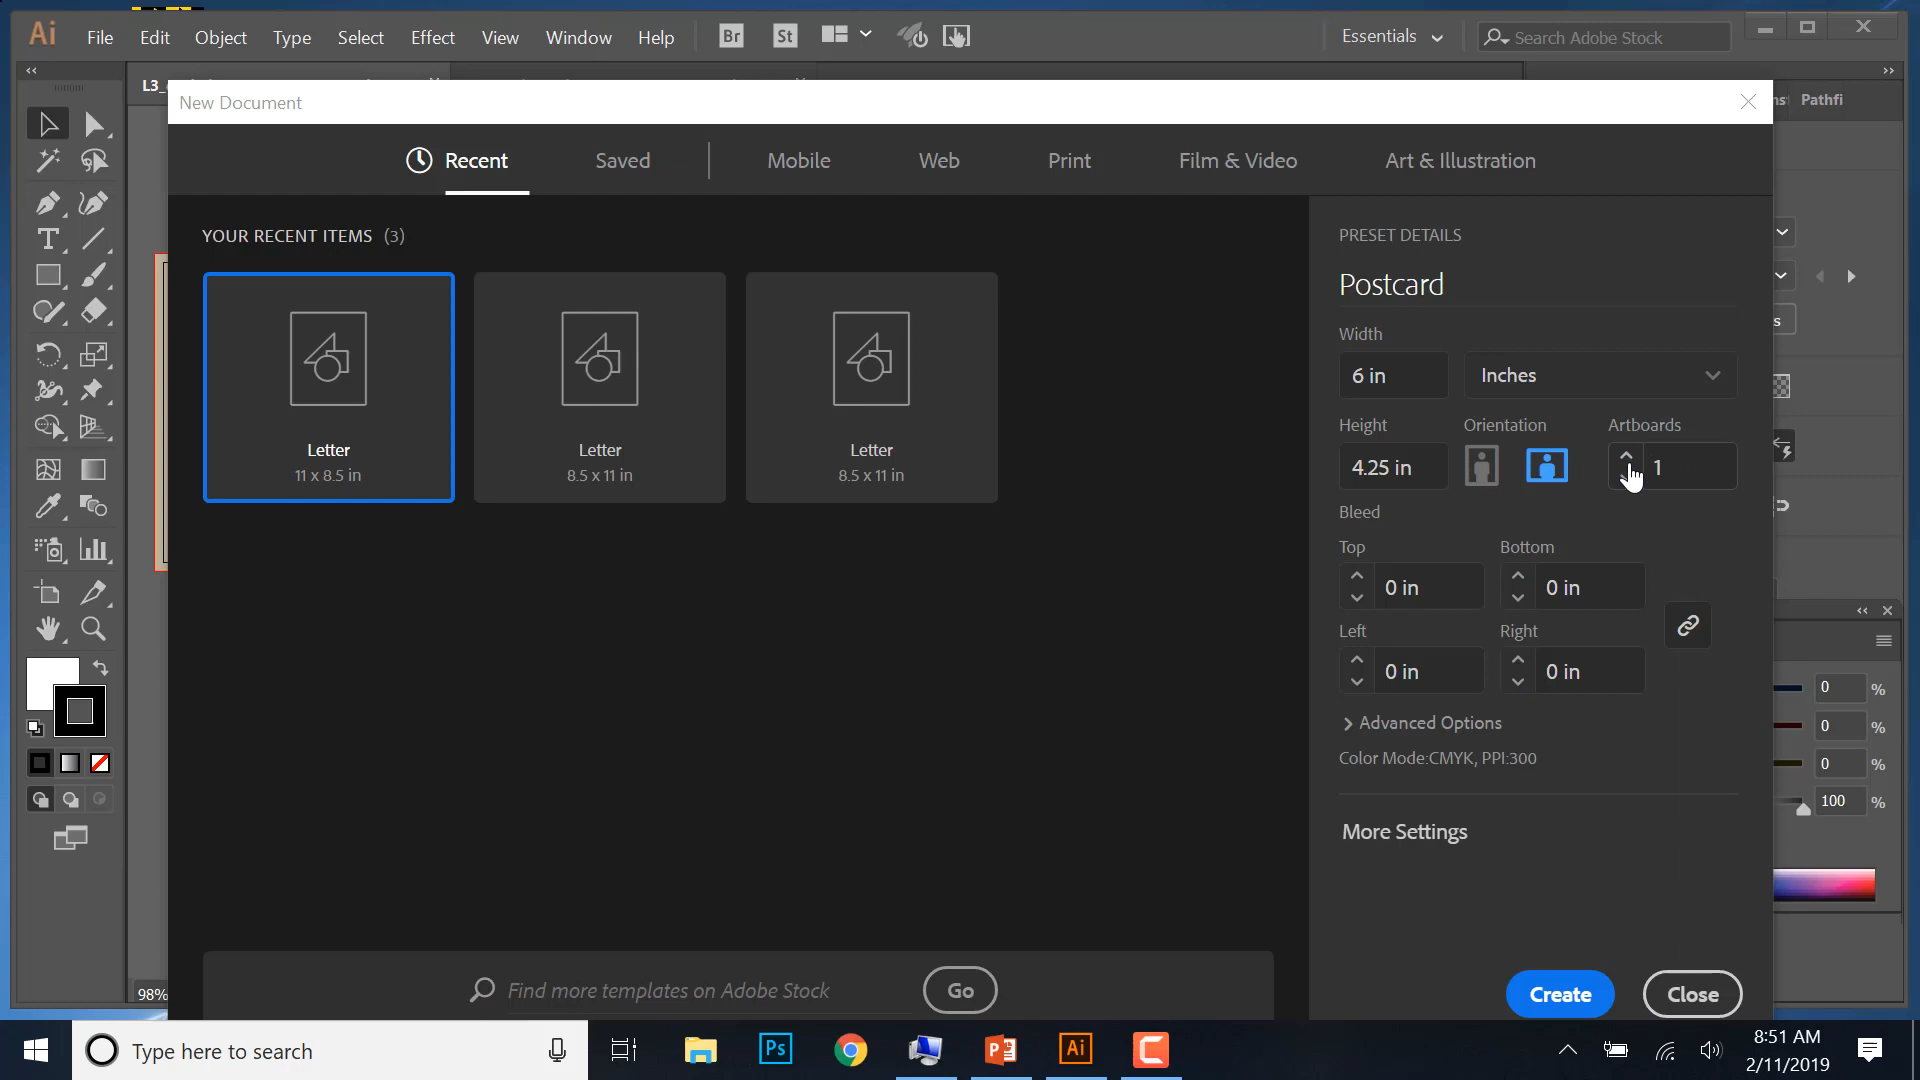 Ai File Edit Object Type Select Effect View Window Help Br St Essentials Search Adobe Stock
L3_
Pathfi
New Document
Recent Saved Mobile Web Print Film & Video Art & Illustration
YOUR RECENT ITEMS (3)
Letter
11 x 8.5 in
Letter
8.5 x 11 in
Letter
8.5 x 11 in
PRESET DETAILS
Postcard
Width
6 in Inches
Height Orientation Artboards
4.25 in 1
Bleed
Top Bottom
0 in 0 in
Left Right
0 in 0 in
Advanced Options
Color Mode:CMYK, PPI:300
More Settings
Find more templates on Adobe Stock Go
Create Close
0 %
0 %
0 %
100 %
98%
Type here to search
Ps
Ai
8:51 AM
2/11/2019